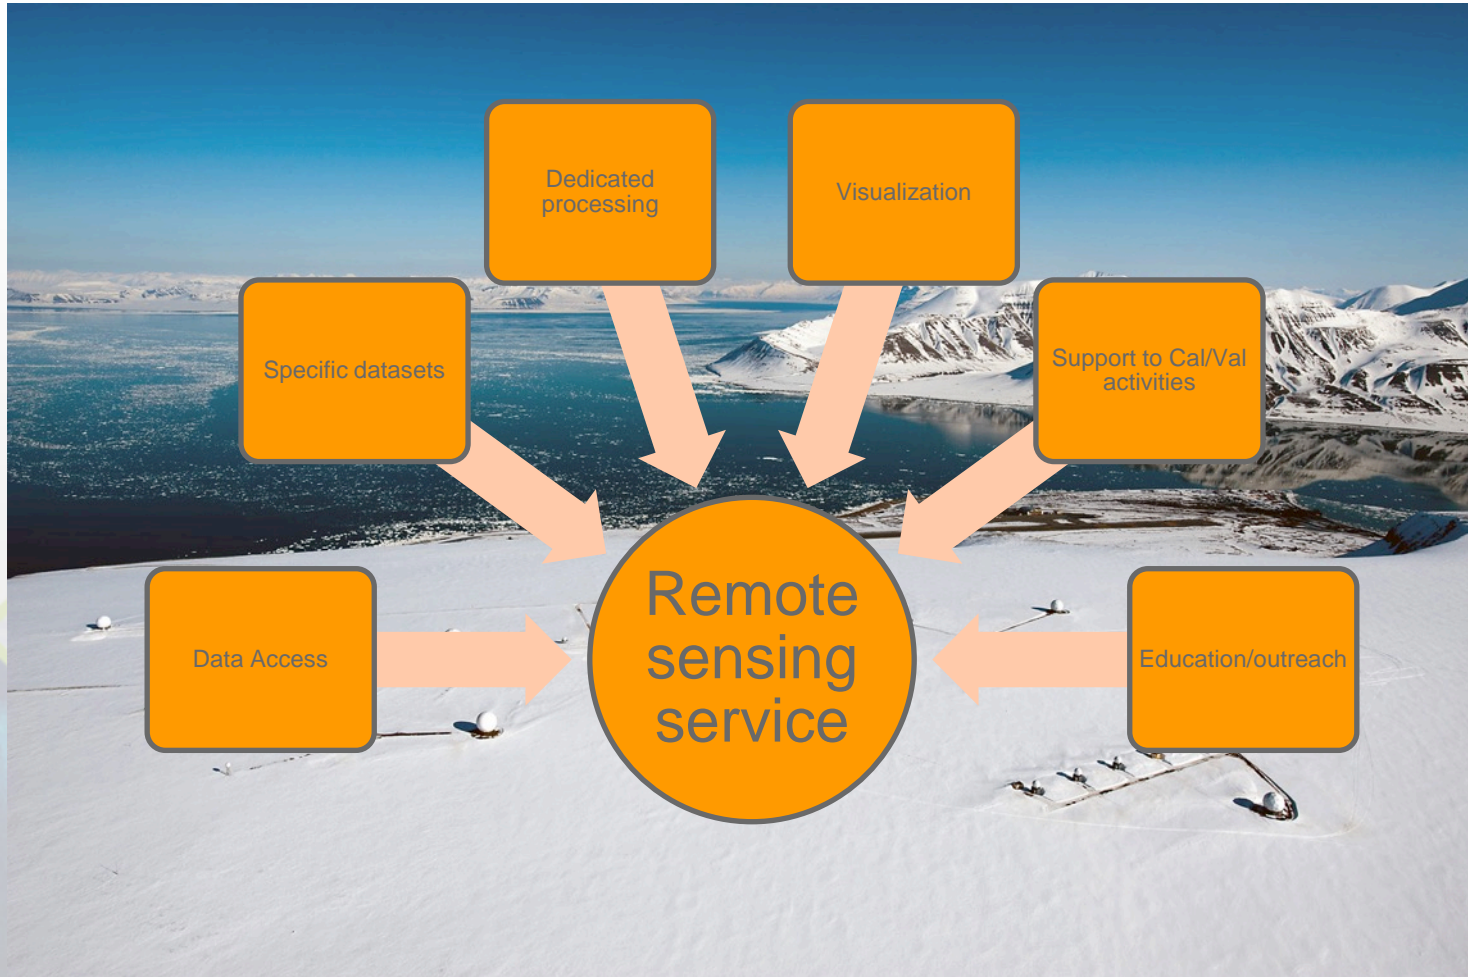 Dedicated
processing
Visualization
Specific datasets
Support to Cal/Val
activities
Data Access
Remote
sensing
service
Education/outreach